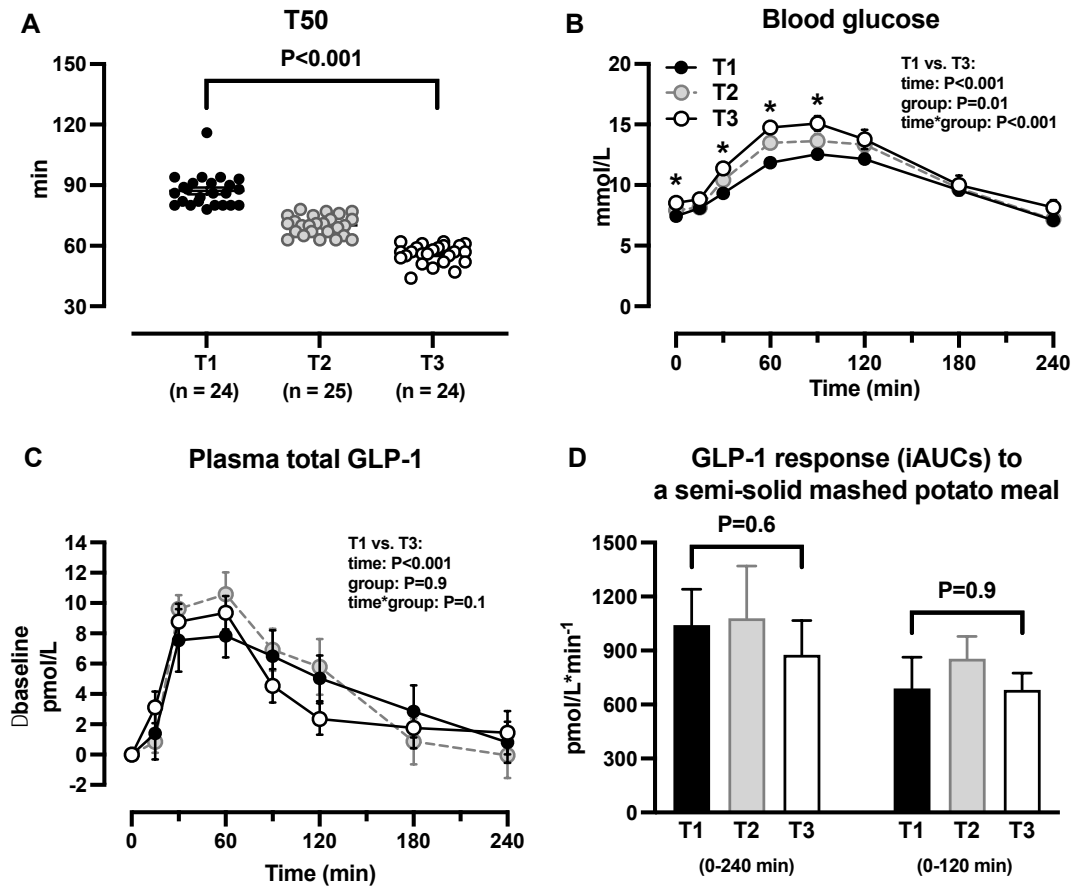 A
T50
P<0.001
150
120
90
60
30
min
T1
T2
T3
(n = 24)
(n = 25)
(n = 24)
B
Blood glucose
20
15
10
5
0
mmol/L
T1
T2
T3
T1 vs. T3:
time: P<0.001
group: P=0.01
time*group: P<0.001
*
*
*
*
0
60
120
180
240
Time (min)
C
Plasma total GLP-1
14
12
10
8
6
4
2
0
-2
▯baseline
pmol/L
T1 vs. T3:
time: P<0.001
group: P=0.9
time*group: P=0.1
0
60
120
180
240
Time (min)
D
GLP-1 response (iAUCs) to
a semi-solid mashed potato meal
P=0.6
P=0.9
1500
1200
900
600
300
0
pmol/L*min⁻¹
T1
T2
T3
T1
T2
T3
(0-240 min)
(0-120 min)